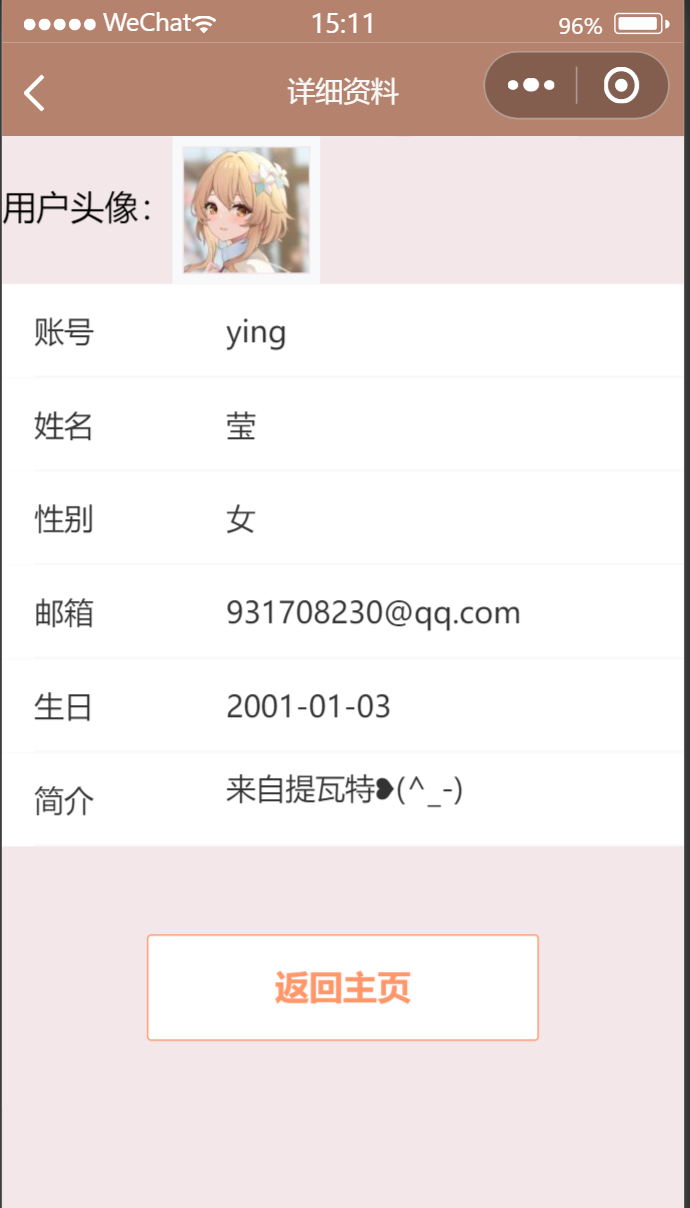 WeChat 15:11 96%
详细资料
用户头像：
账号 ying
姓名 莹
性别 女
邮箱 931708230@qq.com
生日 2001-01-03
简介 来自提瓦特❥(^_-)
返回主页